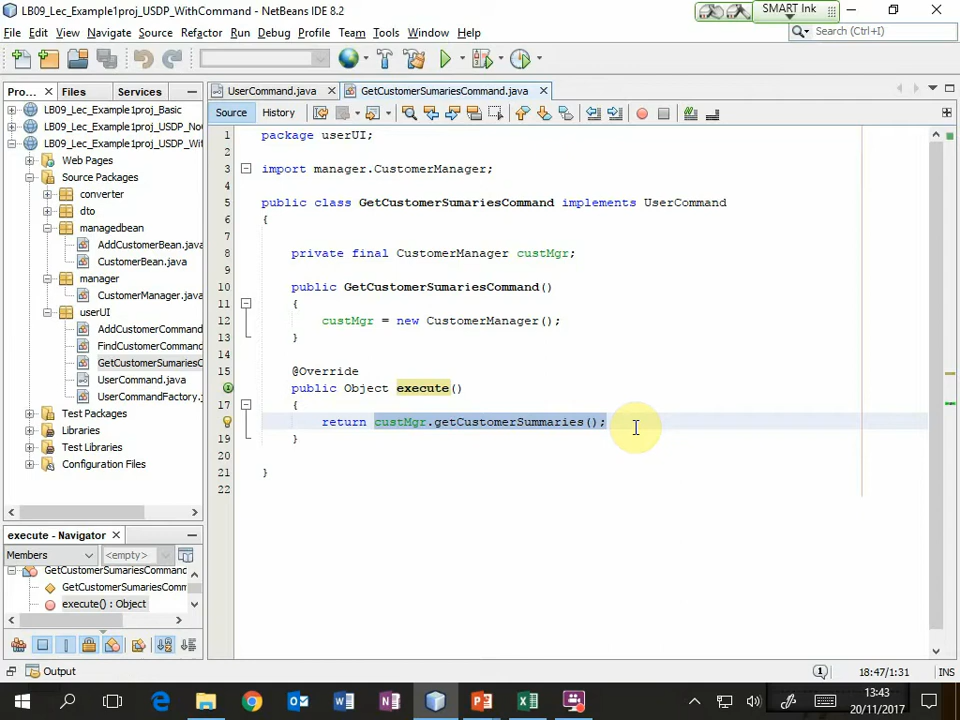 LB09_Lec_Example1proj_USDP_WithCommand - NetBeans IDE 8.2
SMART Ink
File Edit View Navigate Source Refactor Run Debug Profile Team Tools Window Help
Search (Ctrl+I)
Pro... Files Services
UserCommand.java GetCustomerSumariesCommand.java
LB09_Lec_Example1proj_Basic
LB09_Lec_Example1proj_USDP_No
LB09_Lec_Example1proj_USDP_Wit
Web Pages
Source Packages
converter
dto
managedbean
AddCustomerBean.java
CustomerBean.java
manager
CustomerManager.java
userUI
AddCustomerCommand
FindCustomerCommand
GetCustomerSumariesC
UserCommand.java
UserCommandFactory.
Test Packages
Libraries
Test Libraries
Configuration Files
Source History
1 package userUI;
2
3 import manager.CustomerManager;
4
5 public class GetCustomerSumariesCommand implements UserCommand
6 {
7
8 private final CustomerManager custMgr;
9
10 public GetCustomerSumariesCommand()
11 {
12 custMgr = new CustomerManager();
13 }
14
15 @Override
public Object execute()
17 {
return custMgr.getCustomerSummaries();
19 }
20
21 }
22
execute - Navigator
Members <empty>
GetCustomerSumariesCommand
GetCustomerSumariesComm
execute() : Object
Output
1 18:47/1:31 INS
13:43
20/11/2017